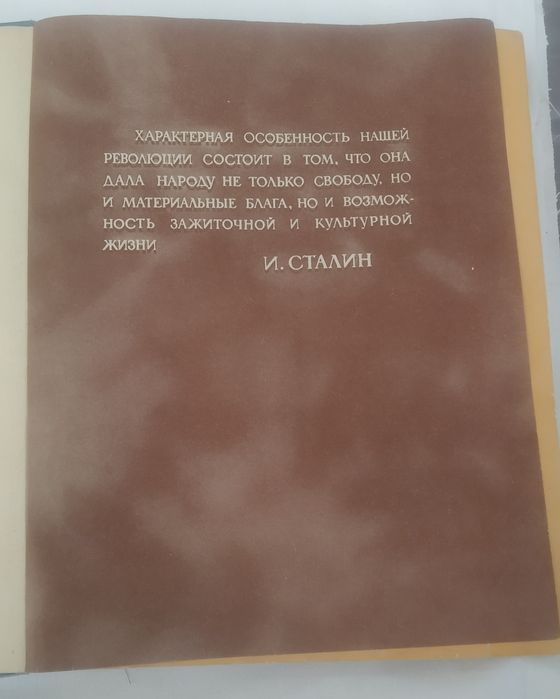 ХАРАКТЕРНАЯ ОСОБЕННОСТЬ НАШЕЙ
РЕВОЛЮЦИИ СОСТОИТ В ТОМ, ЧТО ОНА
ДАЛА НАРОДУ НЕ ТОЛЬКО СВОБОДУ, НО
И МАТЕРИАЛЬНЫЕ БЛАГА, НО И ВОЗМОЖ-
НОСТЬ ЗАЖИТОЧНОЙ И КУЛЬТУРНОЙ
ЖИЗНИ
И. СТАЛИН